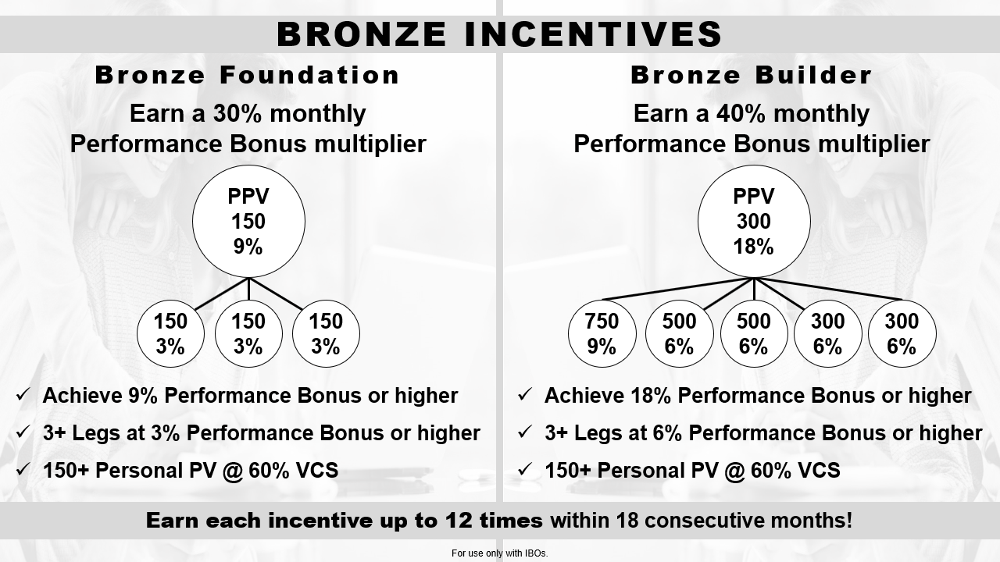 BRONZE INCENTIVES
Bronze Foundation
Earn a 30% monthly
Performance Bonus multiplier
PPV
150
9%
150
3%
150
3%
150
3%
✓ Achieve 9% Performance Bonus or higher
✓ 3+ Legs at 3% Performance Bonus or higher
✓ 150+ Personal PV @ 60% VCS
Bronze Builder
Earn a 40% monthly
Performance Bonus multiplier
PPV
300
18%
750
9%
500
6%
500
6%
300
6%
300
6%
✓ Achieve 18% Performance Bonus or higher
✓ 3+ Legs at 6% Performance Bonus or higher
✓ 150+ Personal PV @ 60% VCS
Earn each incentive up to 12 times within 18 consecutive months!
For use only with IBOs.